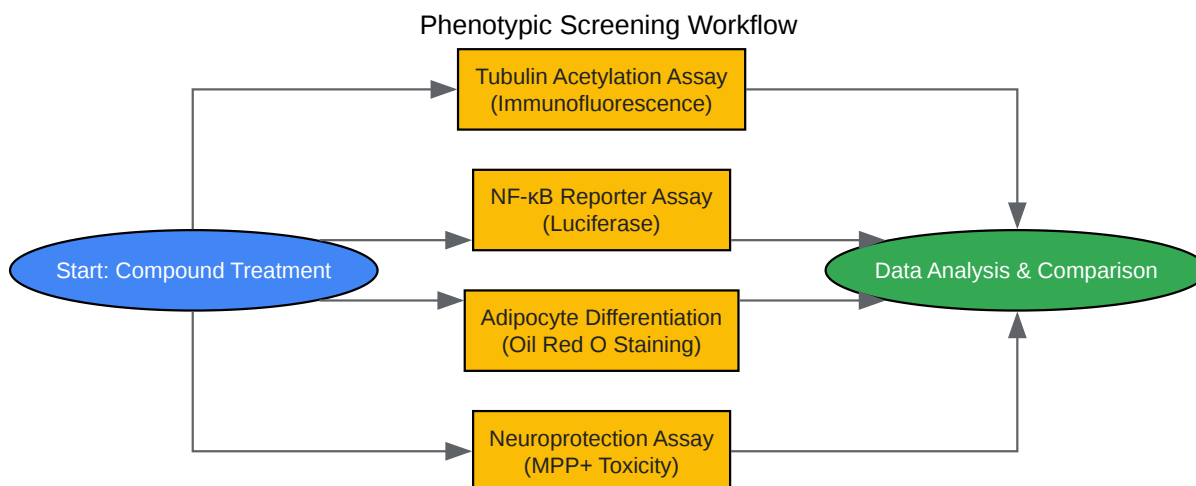 Phenotypic Screening Workflow
Tubulin Acetylation Assay
(Immunofluorescence)
NF-κB Reporter Assay
(Luciferase)
Start: Compound Treatment
Data Analysis & Comparison
Adipocyte Differentiation
(Oil Red O Staining)
Neuroprotection Assay
(MPP+ Toxicity)